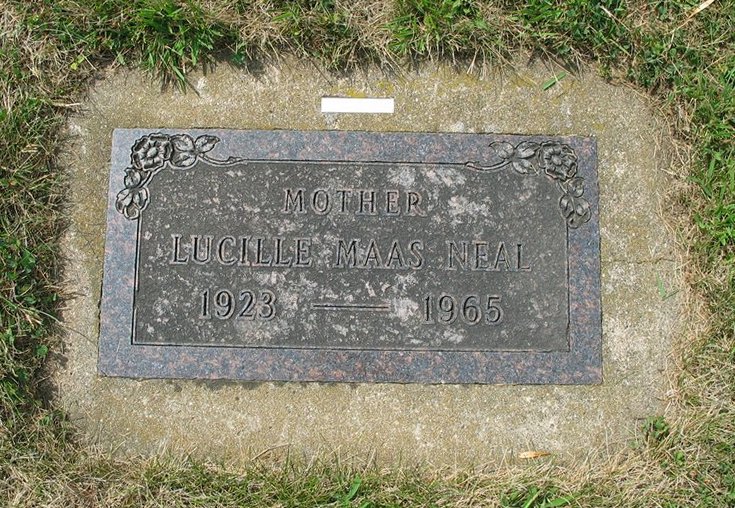 MOTHER
LUCILLE MAAS NEAL
1923 — 1965